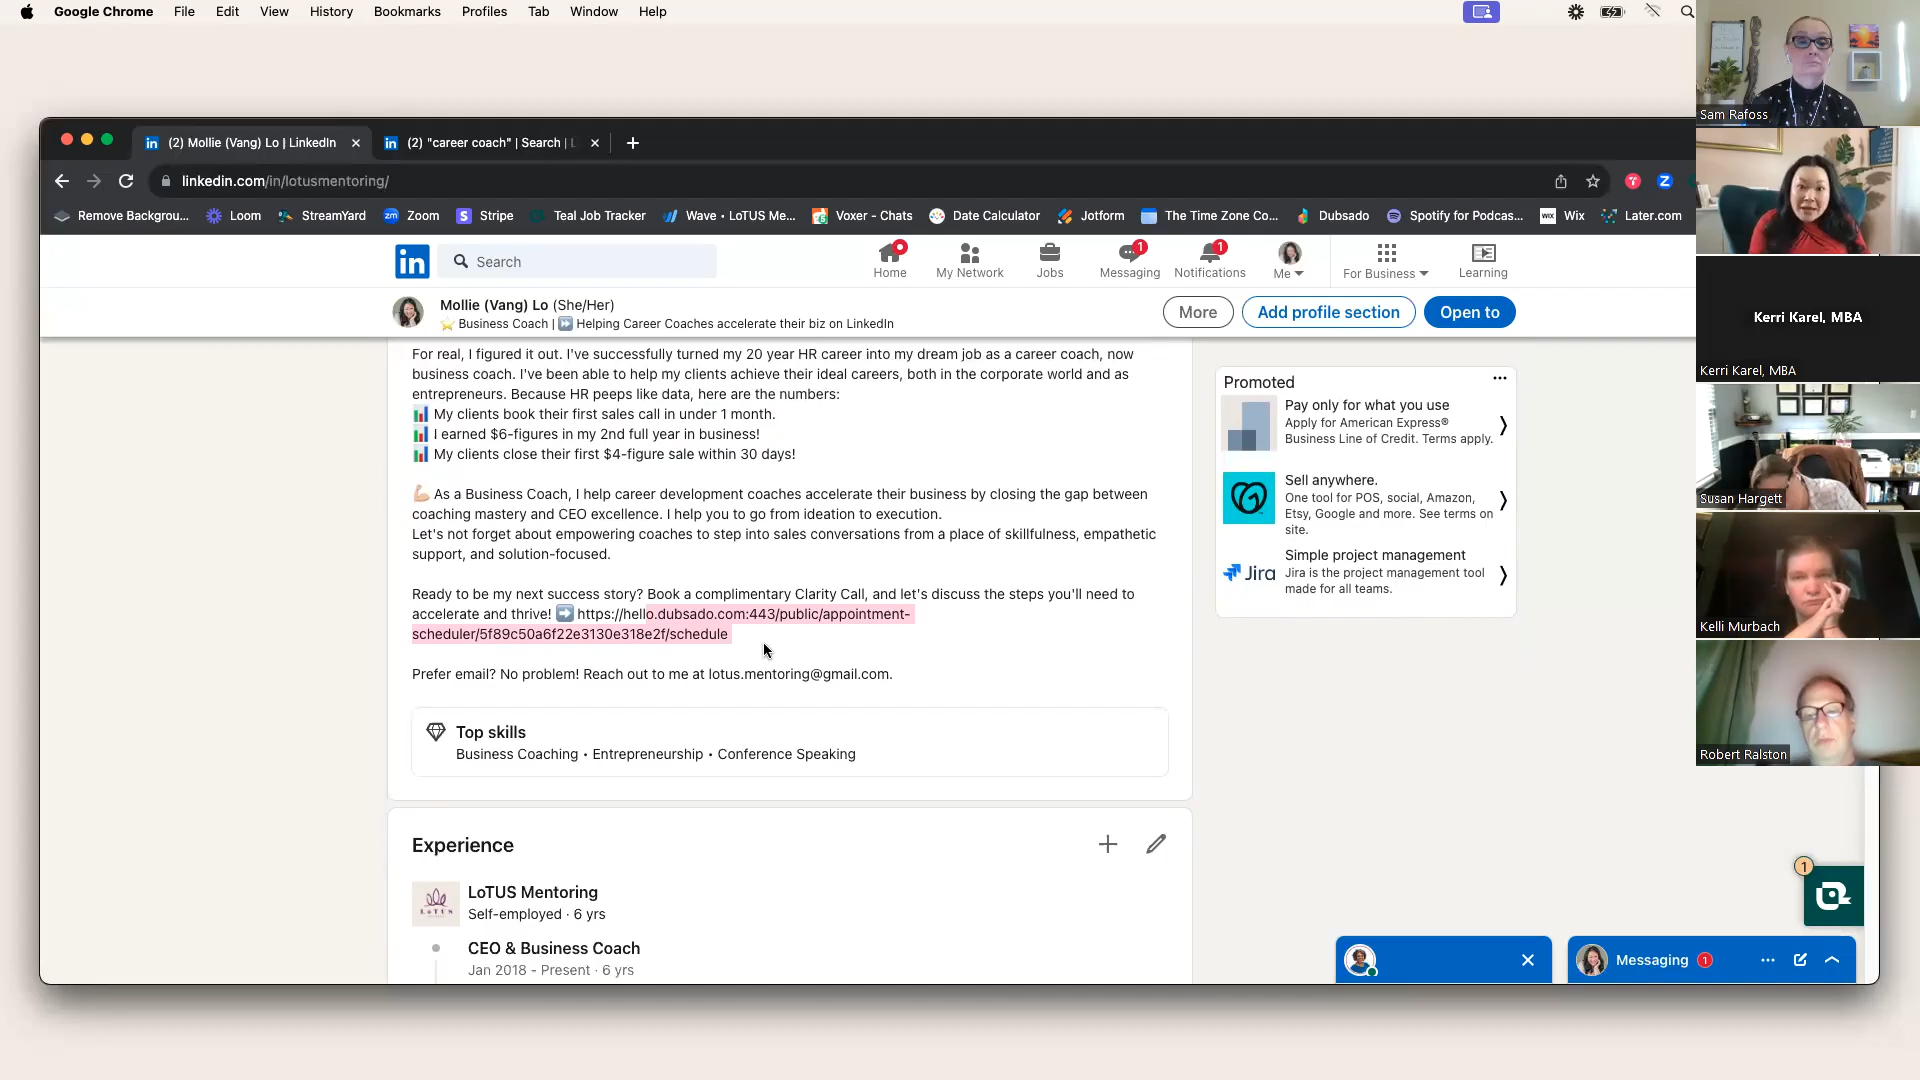 Google Chrome File Edit View History Bookmarks Profiles Tab Window Help
(2) Mollie (Vang) Lo | LinkedIn
(2) "career coach" | Search |
linkedin.com/in/lotusmentoring/
Remove Backgrou... Loom StreamYard Zoom Stripe Teal Job Tracker Wave • LoTUS Me... Voxer - Chats Date Calculator Jotform The Time Zone Co... Dubsado Spotify for Podcas... Wix Later.com
Search
Home
My Network
Jobs
1
Messaging
1
Notifications
Me
For Business
Learning
Mollie (Vang) Lo (She/Her)
Business Coach | Helping Career Coaches accelerate their biz on LinkedIn
More
Add profile section
Open to
For real, I figured it out. I've successfully turned my 20 year HR career into my dream job as a career coach, now
business coach. I've been able to help my clients achieve their ideal careers, both in the corporate world and as
entrepreneurs. Because HR peeps like data, here are the numbers:
📊 My clients book their first sales call in under 1 month.
📊 I earned $6-figures in my 2nd full year in business!
📊 My clients close their first $4-figure sale within 30 days!
💪🏼 As a Business Coach, I help career development coaches accelerate their business by closing the gap between
coaching mastery and CEO excellence. I help you to go from ideation to execution.
Let's not forget about empowering coaches to step into sales conversations from a place of skillfulness, empathetic
support, and solution-focused.
Ready to be my next success story? Book a complimentary Clarity Call, and let's discuss the steps you'll need to
accelerate and thrive! ➡️ https://hello.dubsado.com:443/public/appointment-
scheduler/5f89c50a6f22e3130e318e2f/schedule
Prefer email? No problem! Reach out to me at lotus.mentoring@gmail.com.
Top skills
Business Coaching • Entrepreneurship • Conference Speaking
Experience
LoTUS
LoTUS Mentoring
Self-employed · 6 yrs
CEO & Business Coach
Jan 2018 - Present · 6 yrs
Promoted
Pay only for what you use
Apply for American Express®
Business Line of Credit. Terms apply.
Sell anywhere.
One tool for POS, social, Amazon,
Etsy, Google and more. See terms on
site.
Jira
Simple project management
Jira is the project management tool
made for all teams.
1
Messaging 1
Sam Rafoss
Kerri Karel, MBA
Kerri Karel, MBA
Susan Hargett
Kelli Murbach
Robert Ralston